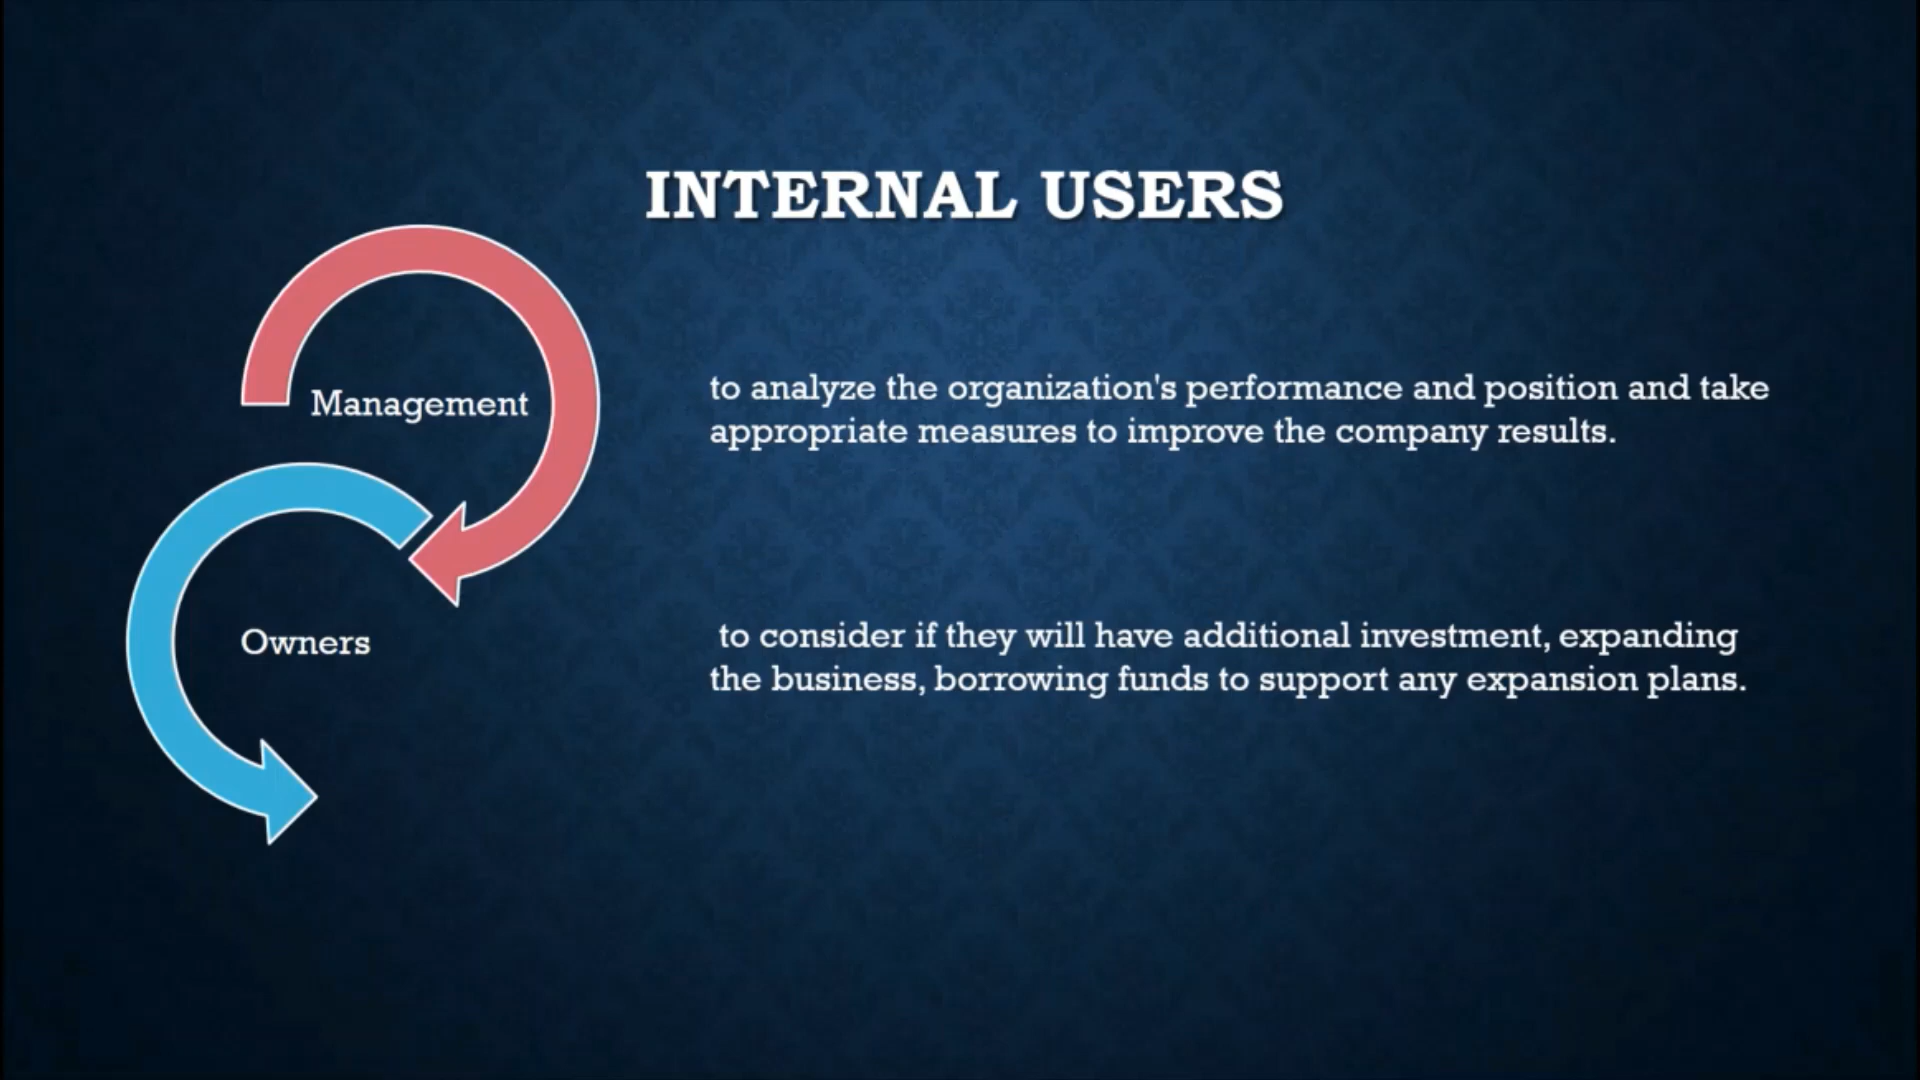 INTERNAL USERS
Management
to analyze the organization's performance and position and take
appropriate measures to improve the company results.
Owners
to consider if they will have additional investment, expanding
the business, borrowing funds to support any expansion plans.